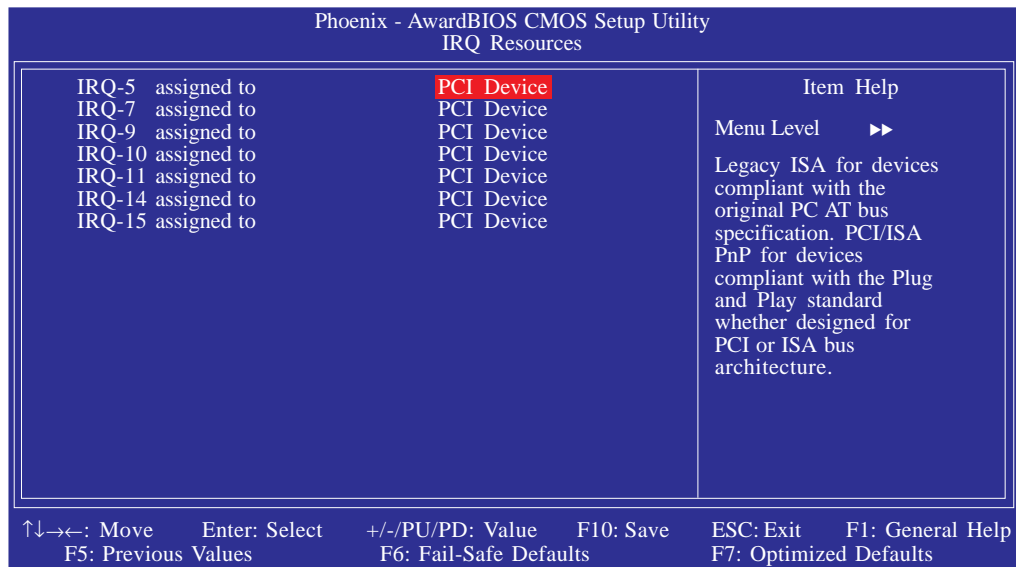 Phoenix - AwardBIOS CMOS Setup Utility
IRQ Resources
IRQ-5 assigned to PCI Device
IRQ-7 assigned to PCI Device
IRQ-9 assigned to PCI Device
IRQ-10 assigned to PCI Device
IRQ-11 assigned to PCI Device
IRQ-14 assigned to PCI Device
IRQ-15 assigned to PCI Device
Item Help
Menu Level ▸▸
Legacy ISA for devices
compliant with the
original PC AT bus
specification. PCI/ISA
PnP for devices
compliant with the Plug
and Play standard
whether designed for
PCI or ISA bus
architecture.
↑↓→←: Move Enter: Select +/-/PU/PD: Value F10: Save ESC: Exit F1: General Help
F5: Previous Values F6: Fail-Safe Defaults F7: Optimized Defaults